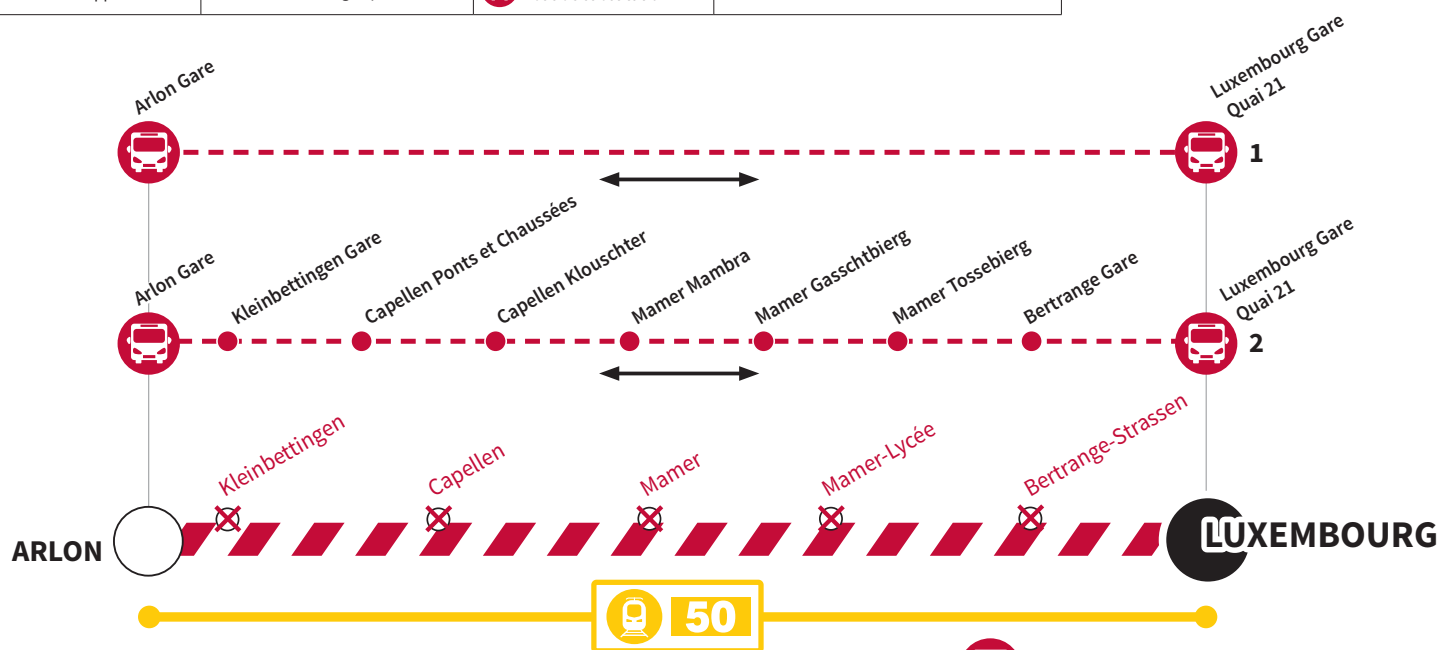 Arlon Gare
Luxembourg Gare
Quai 21
1
Arlon Gare
Kleinbettingen Gare
Capellen Ponts et Chaussées
Capellen Klouschter
Mamer Mambra
Mamer Gasschtbierg
Mamer Tossebierg
Bertrange Gare
Luxembourg Gare
Quai 21
2
Kleinbettingen
Capellen
Mamer
Mamer-Lycée
Bertrange-Strassen
ARLON
LUXEMBOURG
50